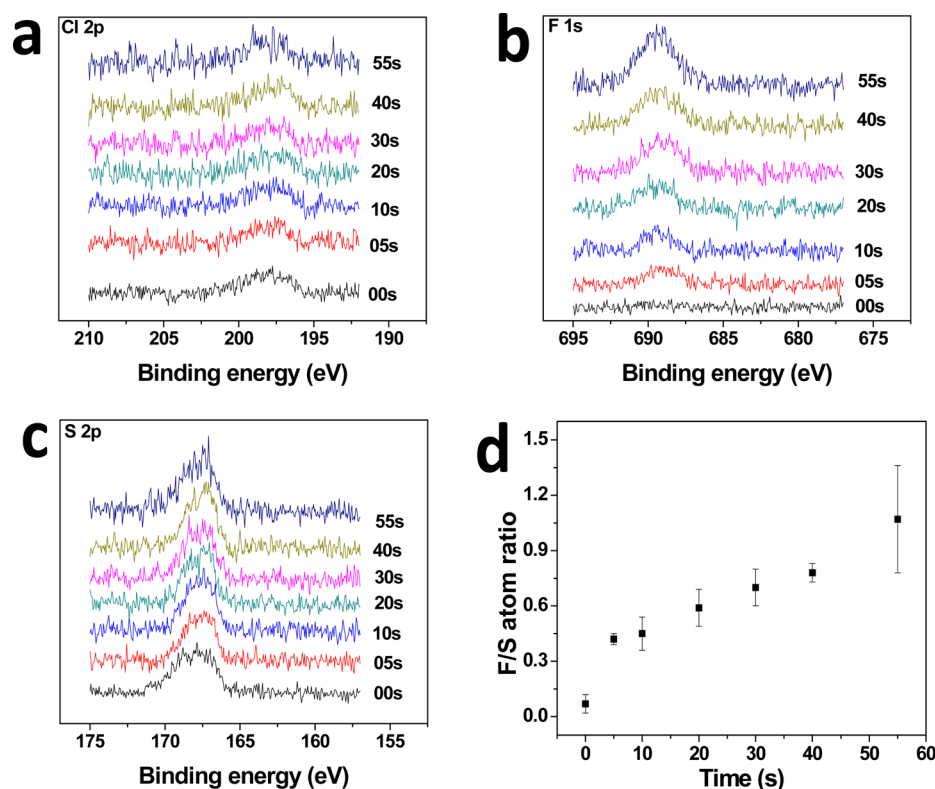 a
Cl 2p
55s
40s
30s
20s
10s
05s
00s
210 205 200 195 190
Binding energy (eV)
b
F 1s
55s
40s
30s
20s
10s
05s
00s
695 690 685 680 675
Binding energy (eV)
c
S 2p
55s
40s
30s
20s
10s
05s
00s
175 170 165 160 155
Binding energy (eV)
d
1.5
1.2
0.9
0.6
0.3
0.0
F/S atom ratio
0 10 20 30 40 50 60
Time (s)